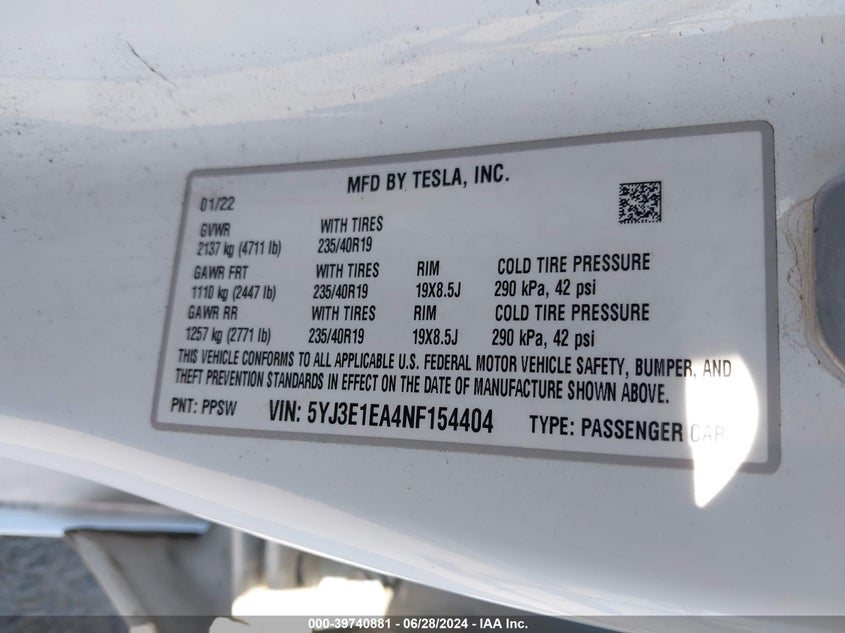 MFD BY TESLA, INC.
01/22
GVWR WITH TIRES
2137 kg (4711 lb) 235/40R19
GAWR FRT WITH TIRES RIM COLD TIRE PRESSURE
1110 kg (2447 lb) 235/40R19 19X8.5J 290 kPa, 42 psi
GAWR RR WITH TIRES RIM COLD TIRE PRESSURE
1257 kg (2771 lb) 235/40R19 19X8.5J 290 kPa, 42 psi
THIS VEHICLE CONFORMS TO ALL APPLICABLE U.S. FEDERAL MOTOR VEHICLE SAFETY, BUMPER, AND
THEFT PREVENTION STANDARDS IN EFFECT ON THE DATE OF MANUFACTURE SHOWN ABOVE.
PNT: PPSW VIN: 5YJ3E1EA4NF154404 TYPE: PASSENGER CAR
000-39740881 - 06/28/2024 - IAA Inc.